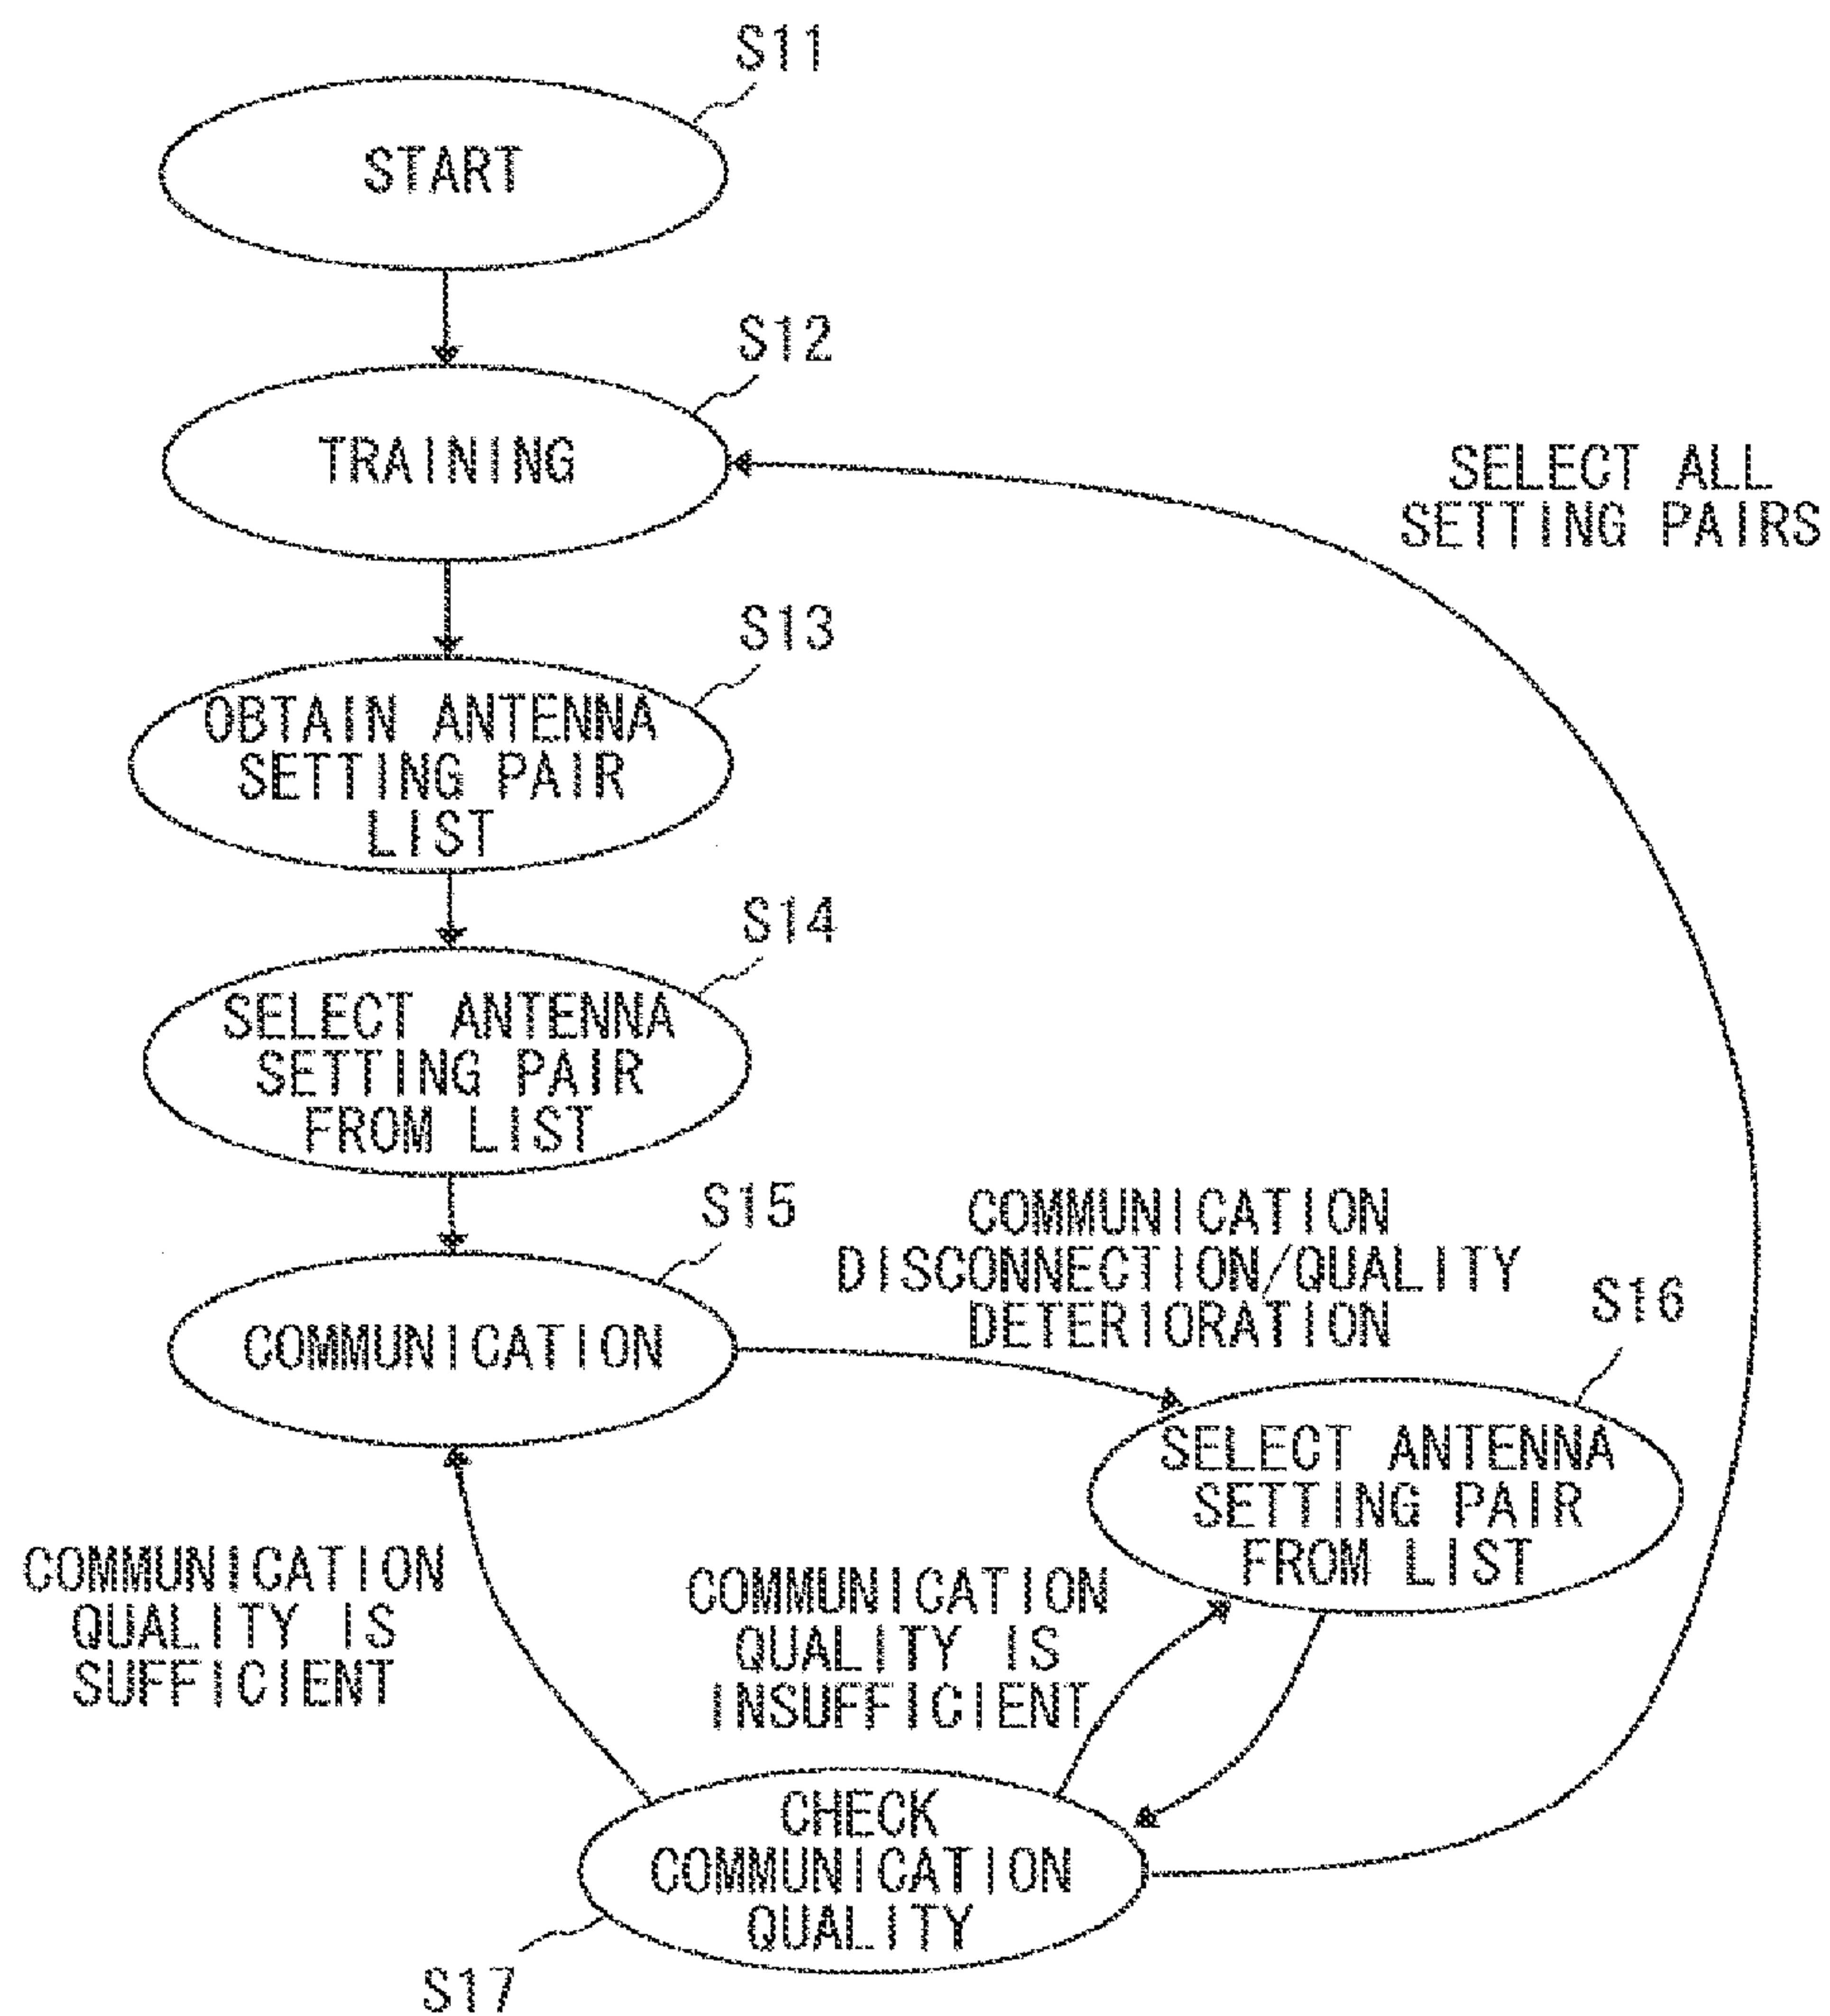 S11
START
S12
TRAINING
SELECT ALL
SETTING PAIRS
S13
OBTAIN ANTENNA
SETTING PAIR
LIST
S14
SELECT ANTENNA
SETTING PAIR
FROM LIST
S15
COMMUNICATION
COMMUNICATION
DISCONNECTION/QUALITY
DETERIORATION
S16
SELECT ANTENNA
SETTING PAIR
FROM LIST
COMMUNICATION
QUALITY IS
SUFFICIENT
COMMUNICATION
QUALITY IS
INSUFFICIENT
CHECK
COMMUNICATION
QUALITY
S17